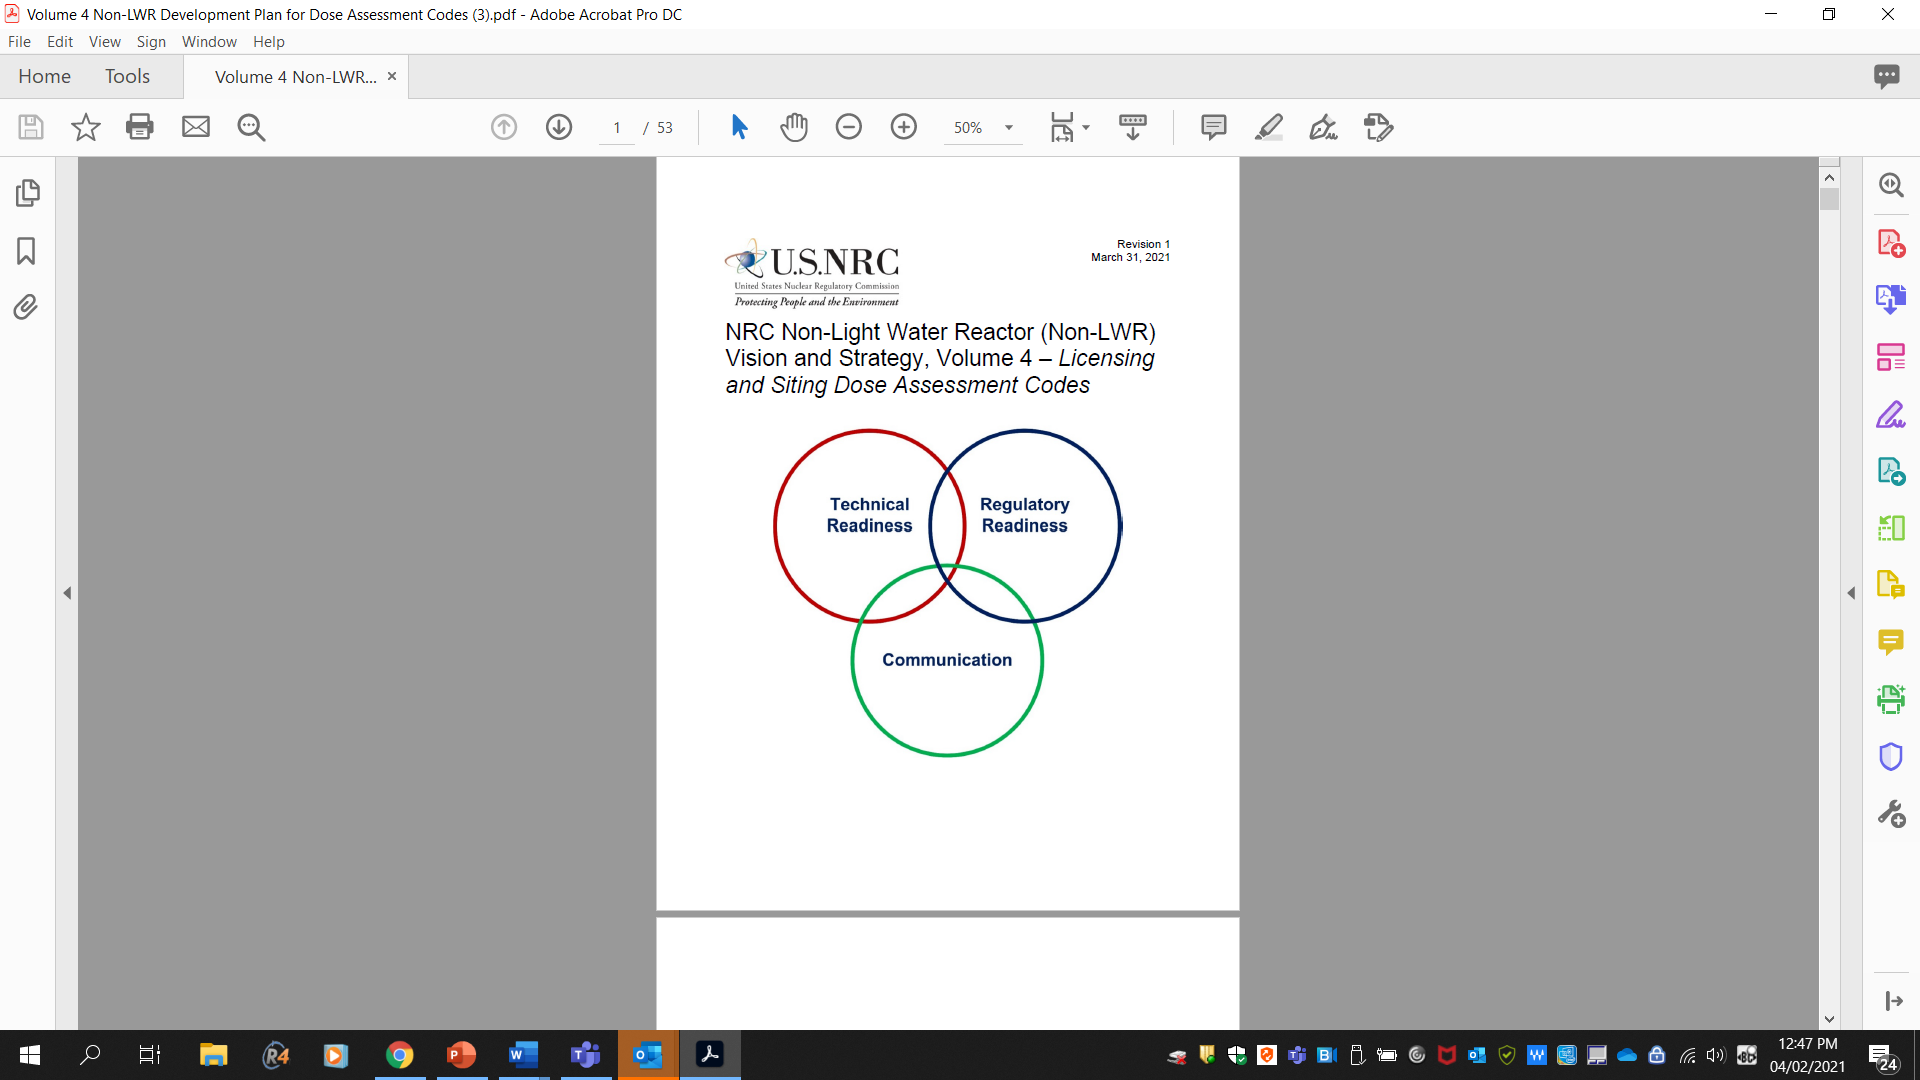 Volume 4 Non-LWR Development Plan for Dose Assessment Codes (3).pdf - Adobe Acrobat Pro DC
File Edit View Sign Window Help
Home Tools Volume 4 Non-LWR... ×
1 / 53 50%
U.S.NRC
United States Nuclear Regulatory Commission
Protecting People and the Environment
Revision 1
March 31, 2021
NRC Non-Light Water Reactor (Non-LWR)
Vision and Strategy, Volume 4 – Licensing
and Siting Dose Assessment Codes
Technical
Readiness
Regulatory
Readiness
Communication
R4
12:47 PM
04/02/2021
24